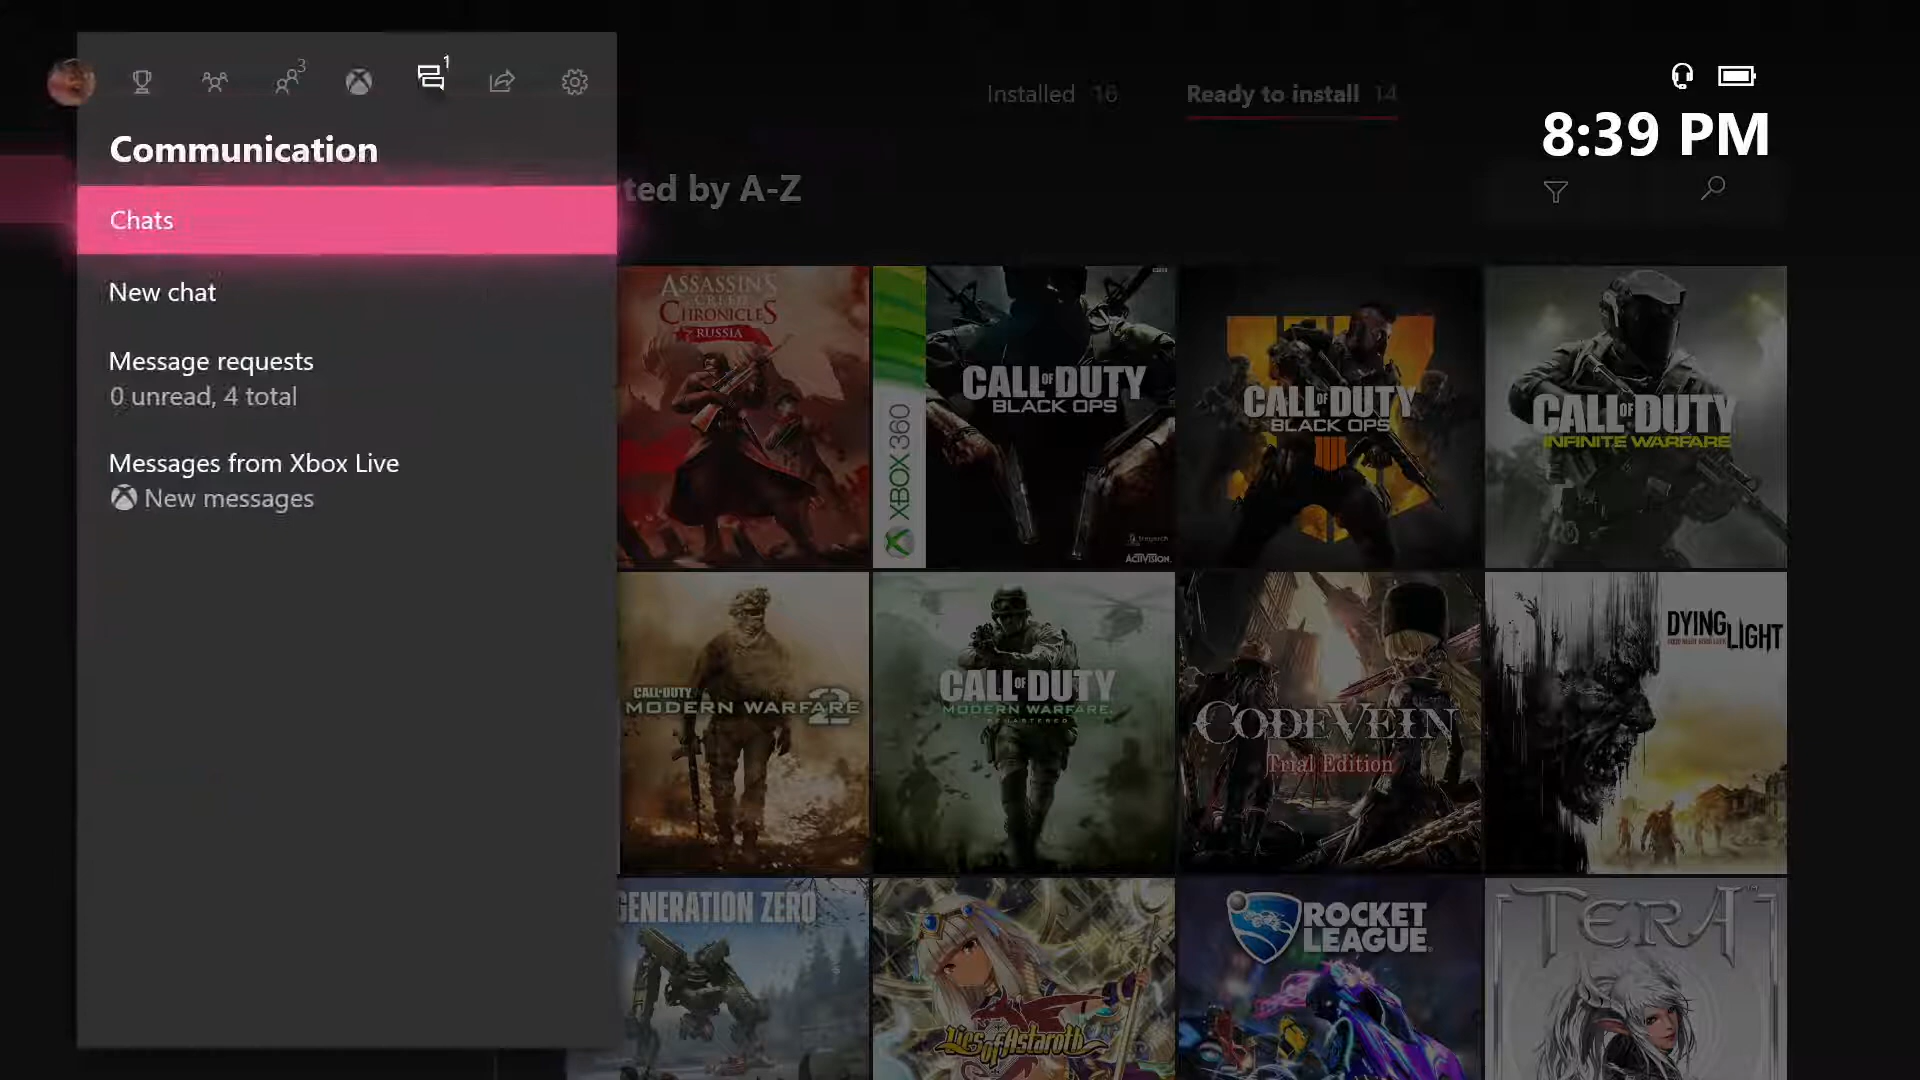 3
1
Installed 16
Ready to install 14
8:39 PM
Communication
Chats
ted by A-Z
New chat
Message requests
0 unread, 4 total
Messages from Xbox Live
New messages
ASSASSIN'S
CREED
CHRONICLES
RUSSIA
XBOX 360
CALL OF DUTY
BLACK OPS
ACTIVISION.
CALL OF DUTY
BLACK OPS
IIII
CALL OF DUTY
INFINITE WARFARE
CALL OF DUTY
MODERN WARFARE 2
CALL OF DUTY
MODERN WARFARE.
REMASTERED
CODE VEIN
Trial Edition
DYING
LIGHT
GENERATION ZERO
Lies of Astaroth
ROCKET
LEAGUE
TERA